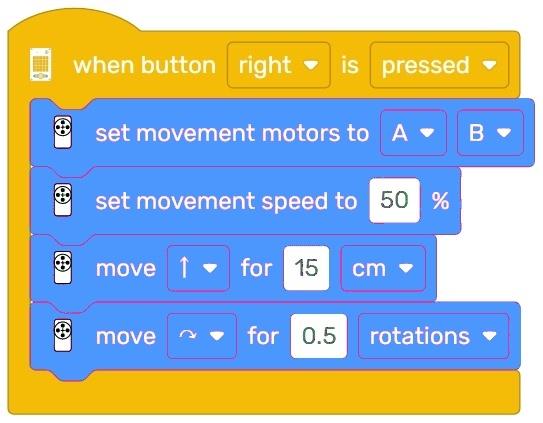 when button right is pressed
set movement motors to A B
set movement speed to 50 %
move ↑ for 15 cm
move ↷ for 0.5 rotations